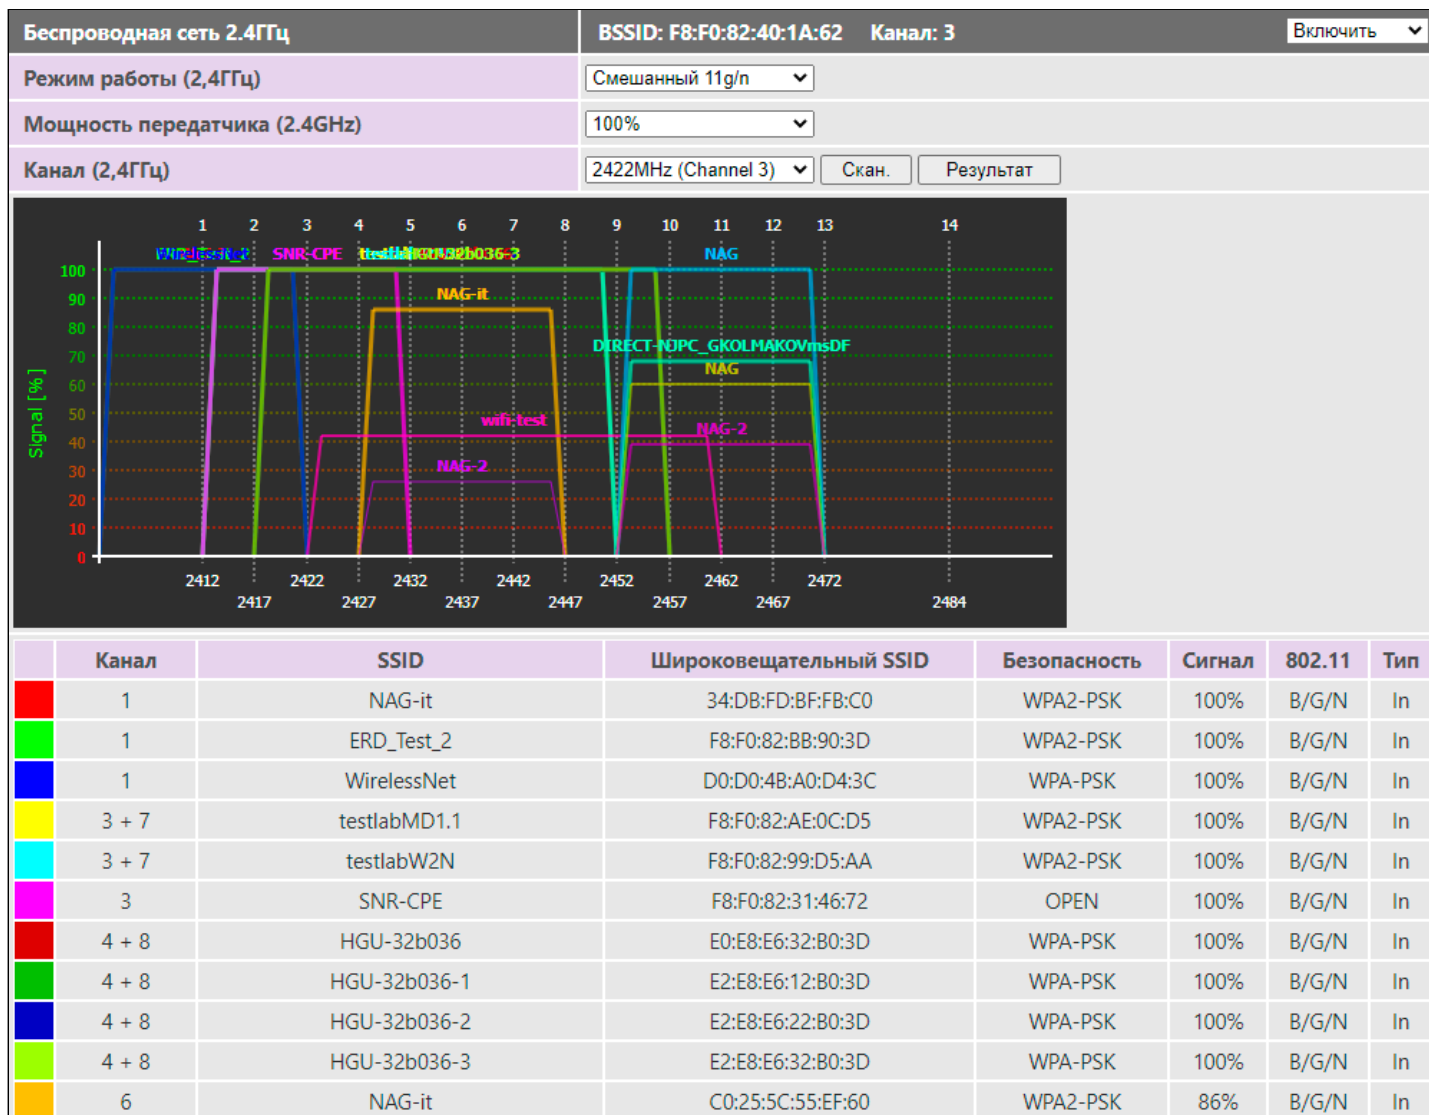 Беспроводная сеть 2.4ГГц BSSID: F8:F0:82:40:1A:62 Канал: 3 Включить
Режим работы (2,4ГГц) Смешанный 11g/n
Мощность передатчика (2.4GHz) 100%
Канал (2,4ГГц) 2422MHz (Channel 3) Скан. Результат
1 2 3 4 5 6 7 8 9 10 11 12 13 14
WirelessNet SNR-CPE NAG
100
90 NAG-it
80
70 DIRECT-NJPC_GKOLMAKOVmsDF
60 NAG
Signal [%]
50 wifi-test
40 NAG-2
30 NAG-2
20
10
0
2412 2422 2432 2442 2452 2462 2472
2417 2427 2437 2447 2457 2467 2484
Канал SSID Широковещательный SSID Безопасность Сигнал 802.11 Тип
1 NAG-it 34:DB:FD:BF:FB:C0 WPA2-PSK 100% B/G/N In
1 ERD_Test_2 F8:F0:82:BB:90:3D WPA2-PSK 100% B/G/N In
1 WirelessNet D0:D0:4B:A0:D4:3C WPA-PSK 100% B/G/N In
3 + 7 testlabMD1.1 F8:F0:82:AE:0C:D5 WPA2-PSK 100% B/G/N In
3 + 7 testlabW2N F8:F0:82:99:D5:AA WPA2-PSK 100% B/G/N In
3 SNR-CPE F8:F0:82:31:46:72 OPEN 100% B/G/N In
4 + 8 HGU-32b036 E0:E8:E6:32:B0:3D WPA-PSK 100% B/G/N In
4 + 8 HGU-32b036-1 E2:E8:E6:12:B0:3D WPA-PSK 100% B/G/N In
4 + 8 HGU-32b036-2 E2:E8:E6:22:B0:3D WPA-PSK 100% B/G/N In
4 + 8 HGU-32b036-3 E2:E8:E6:32:B0:3D WPA-PSK 100% B/G/N In
6 NAG-it C0:25:5C:55:EF:60 WPA2-PSK 86% B/G/N In